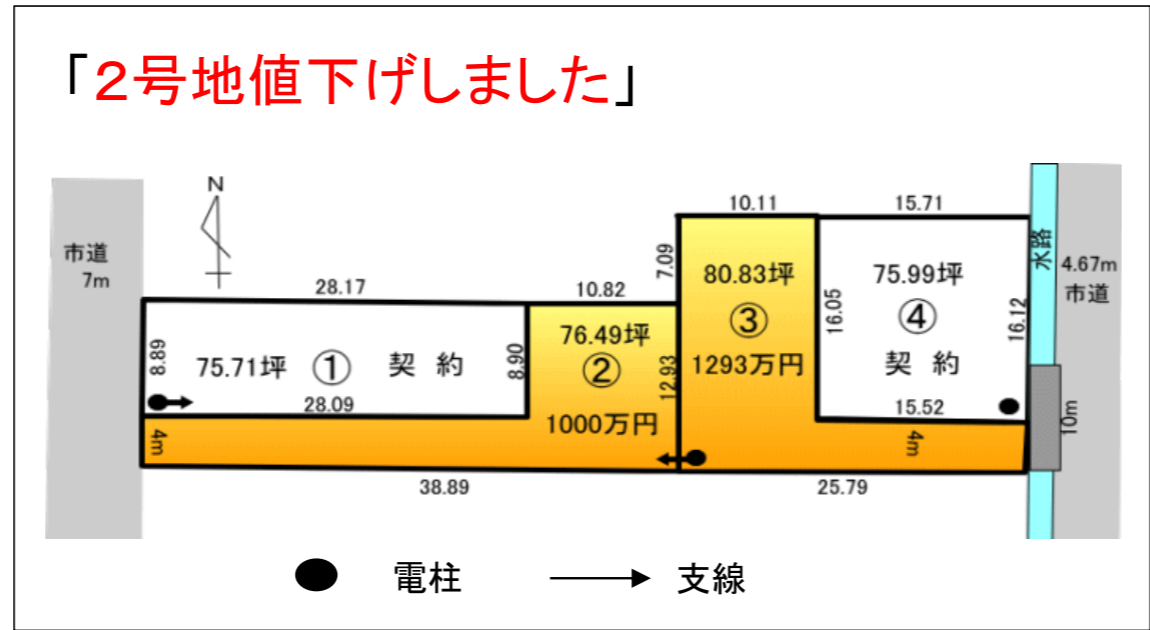 「２号地値下げしました」
N
市道
7m
28.17
10.82
10.11
15.71
7.09
水路
4.67m
市道
8.89
75.71坪 ① 契 約
8.90
28.09
76.49坪
②
1000万円
12.93
80.83坪
③
1293万円
16.05
75.99坪
④
契 約
16.12
15.52
4m
4m
10m
38.89
25.79
電柱
支線